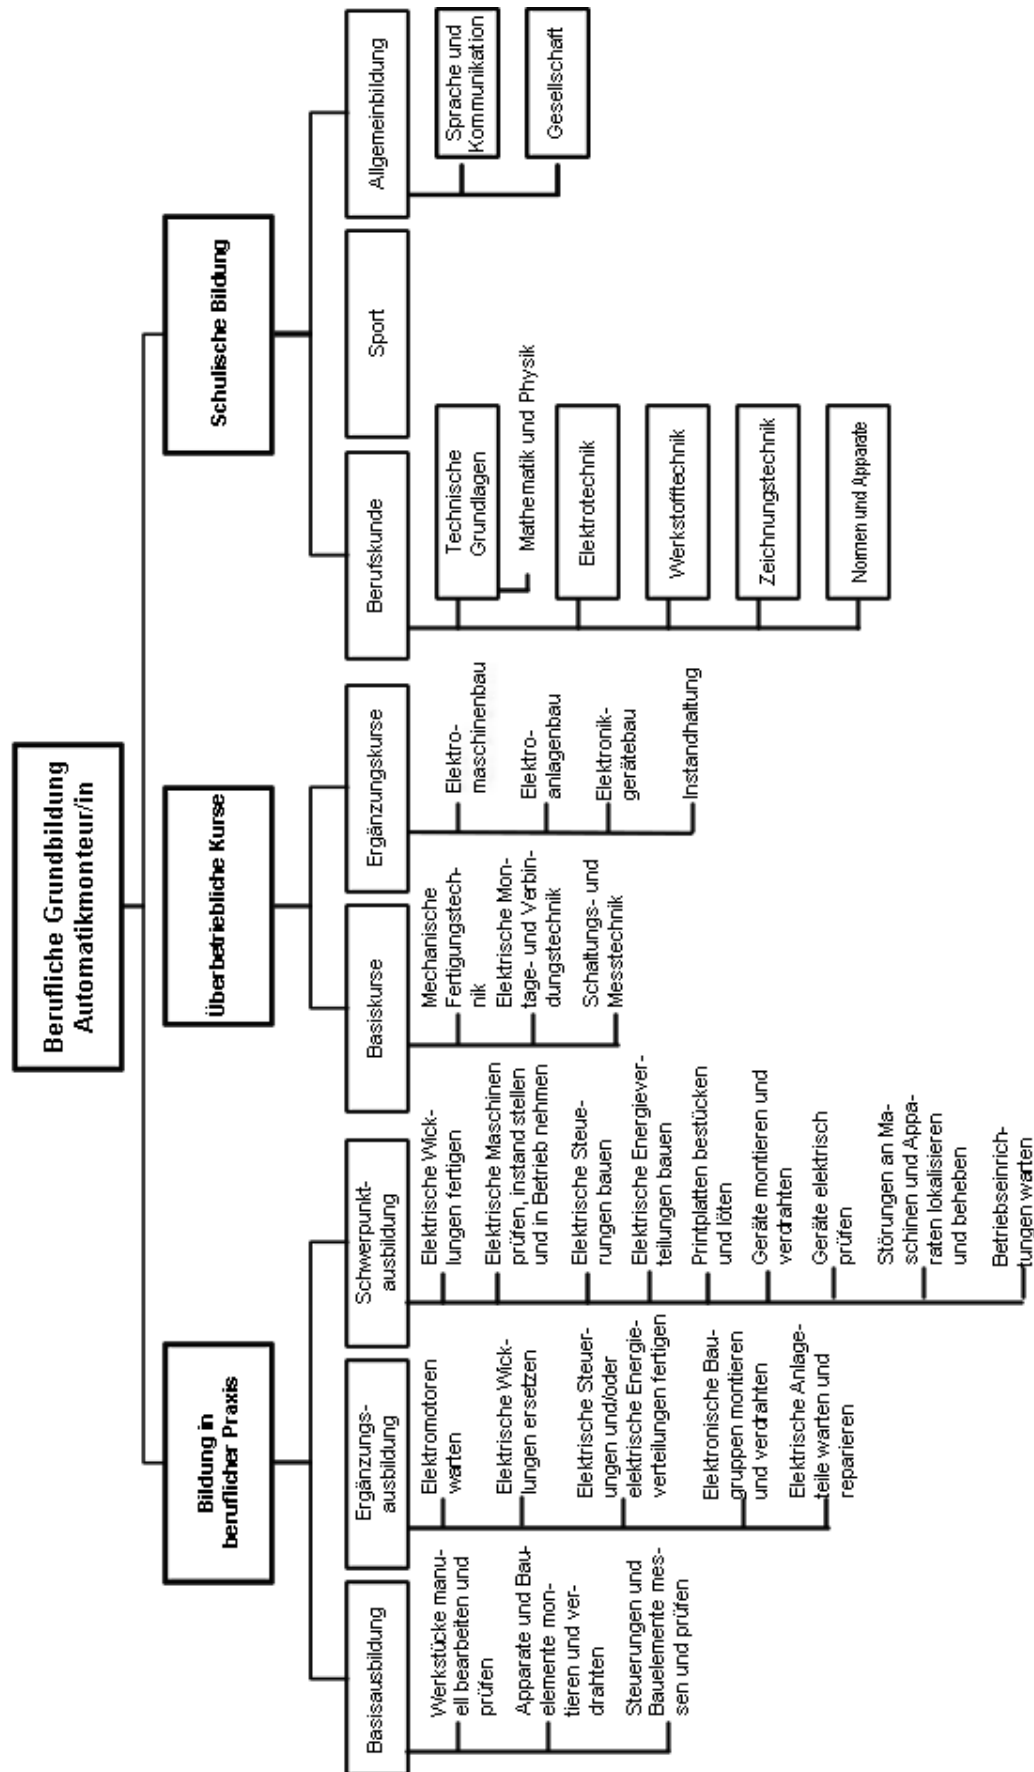 Berufliche Grundbildung
Automatikmonteur/in
Bildung in
beruflicher Praxis
Überbetriebliche Kurse
Schulische Bildung
Basisausbildung
Ergänzungs-
ausbildung
Schwerpunkt-
ausbildung
Basiskurse
Ergänzungskurse
Berufskunde
Sport
Allgemeinbildung
Werkstücke manu-
ell bearbeiten und
prüfen
Apparate und Bau-
elemente mon-
tieren und ver-
drahten
Steuerungen und
Bauelemente mes-
sen und prüfen
Elektromotoren
warten
Elektrische Wick-
lungen ersetzen
Elektrische Steuer-
ungen und/oder
elektrische Energie-
verteilungen fertigen
Elektronische Bau-
gruppen montieren
und verdrahten
Elektrische Anlage-
teile warten und
reparieren
Elektrische Wick-
lungen fertigen
Elektrische Maschinen
prüfen, instand stellen
und in Betrieb nehmen
Elektrische Steue-
rungen bauen
Elektrische Energiever-
teilungen bauen
Printplatten bestücken
und löten
Geräte montieren und
verdrahten
Geräte elektrisch
prüfen
Störungen an Ma-
schinen und Appa-
raten lokalisieren
und beheben
Betriebseinrich-
tungen warten
Mechanische
Fertigungstech-
nik
Elektrische Mon-
tage- und Verbin-
dungstechnik
Schaltungs- und
Messtechnik
Elektro-
maschinenbau
Elektro-
anlagenbau
Elektronik-
gerätebau
Instandhaltung
Technische
Grundlagen
Mathematik und Physik
Elektrotechnik
Werkstofftechnik
Zeichnungstechnik
Normen und Apparate
Sprache und
Kommunikation
Gesellschaft